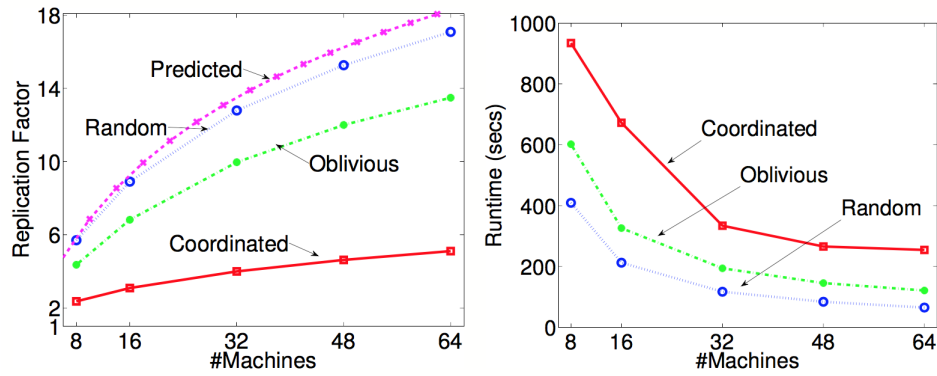 18
14
10
6
2
1
Replication Factor
Predicted
Random
Oblivious
Coordinated
8 16 32 48 64
#Machines
1000
800
600
400
200
0
Runtime (secs)
Coordinated
Oblivious
Random
8 16 32 48 64
#Machines